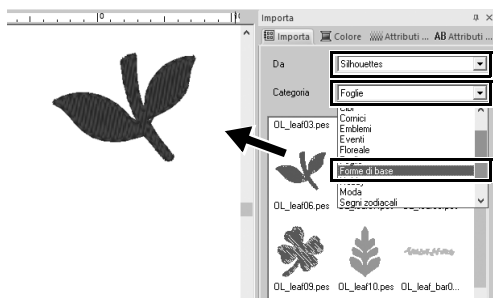 0
Importa
Importa Colore Attributi ... AB Attributi ...
Da Silhouettes
Categoria Foglie
Cibi
Cornici
Emblemi
Eventi
Floreale
Forme di base
Moda
Segni zodiacali
OL_leaf03.pes
OL_leaf06.pes
OL_leaf09.pes OL_leaf10.pes OL_leaf_bar0...